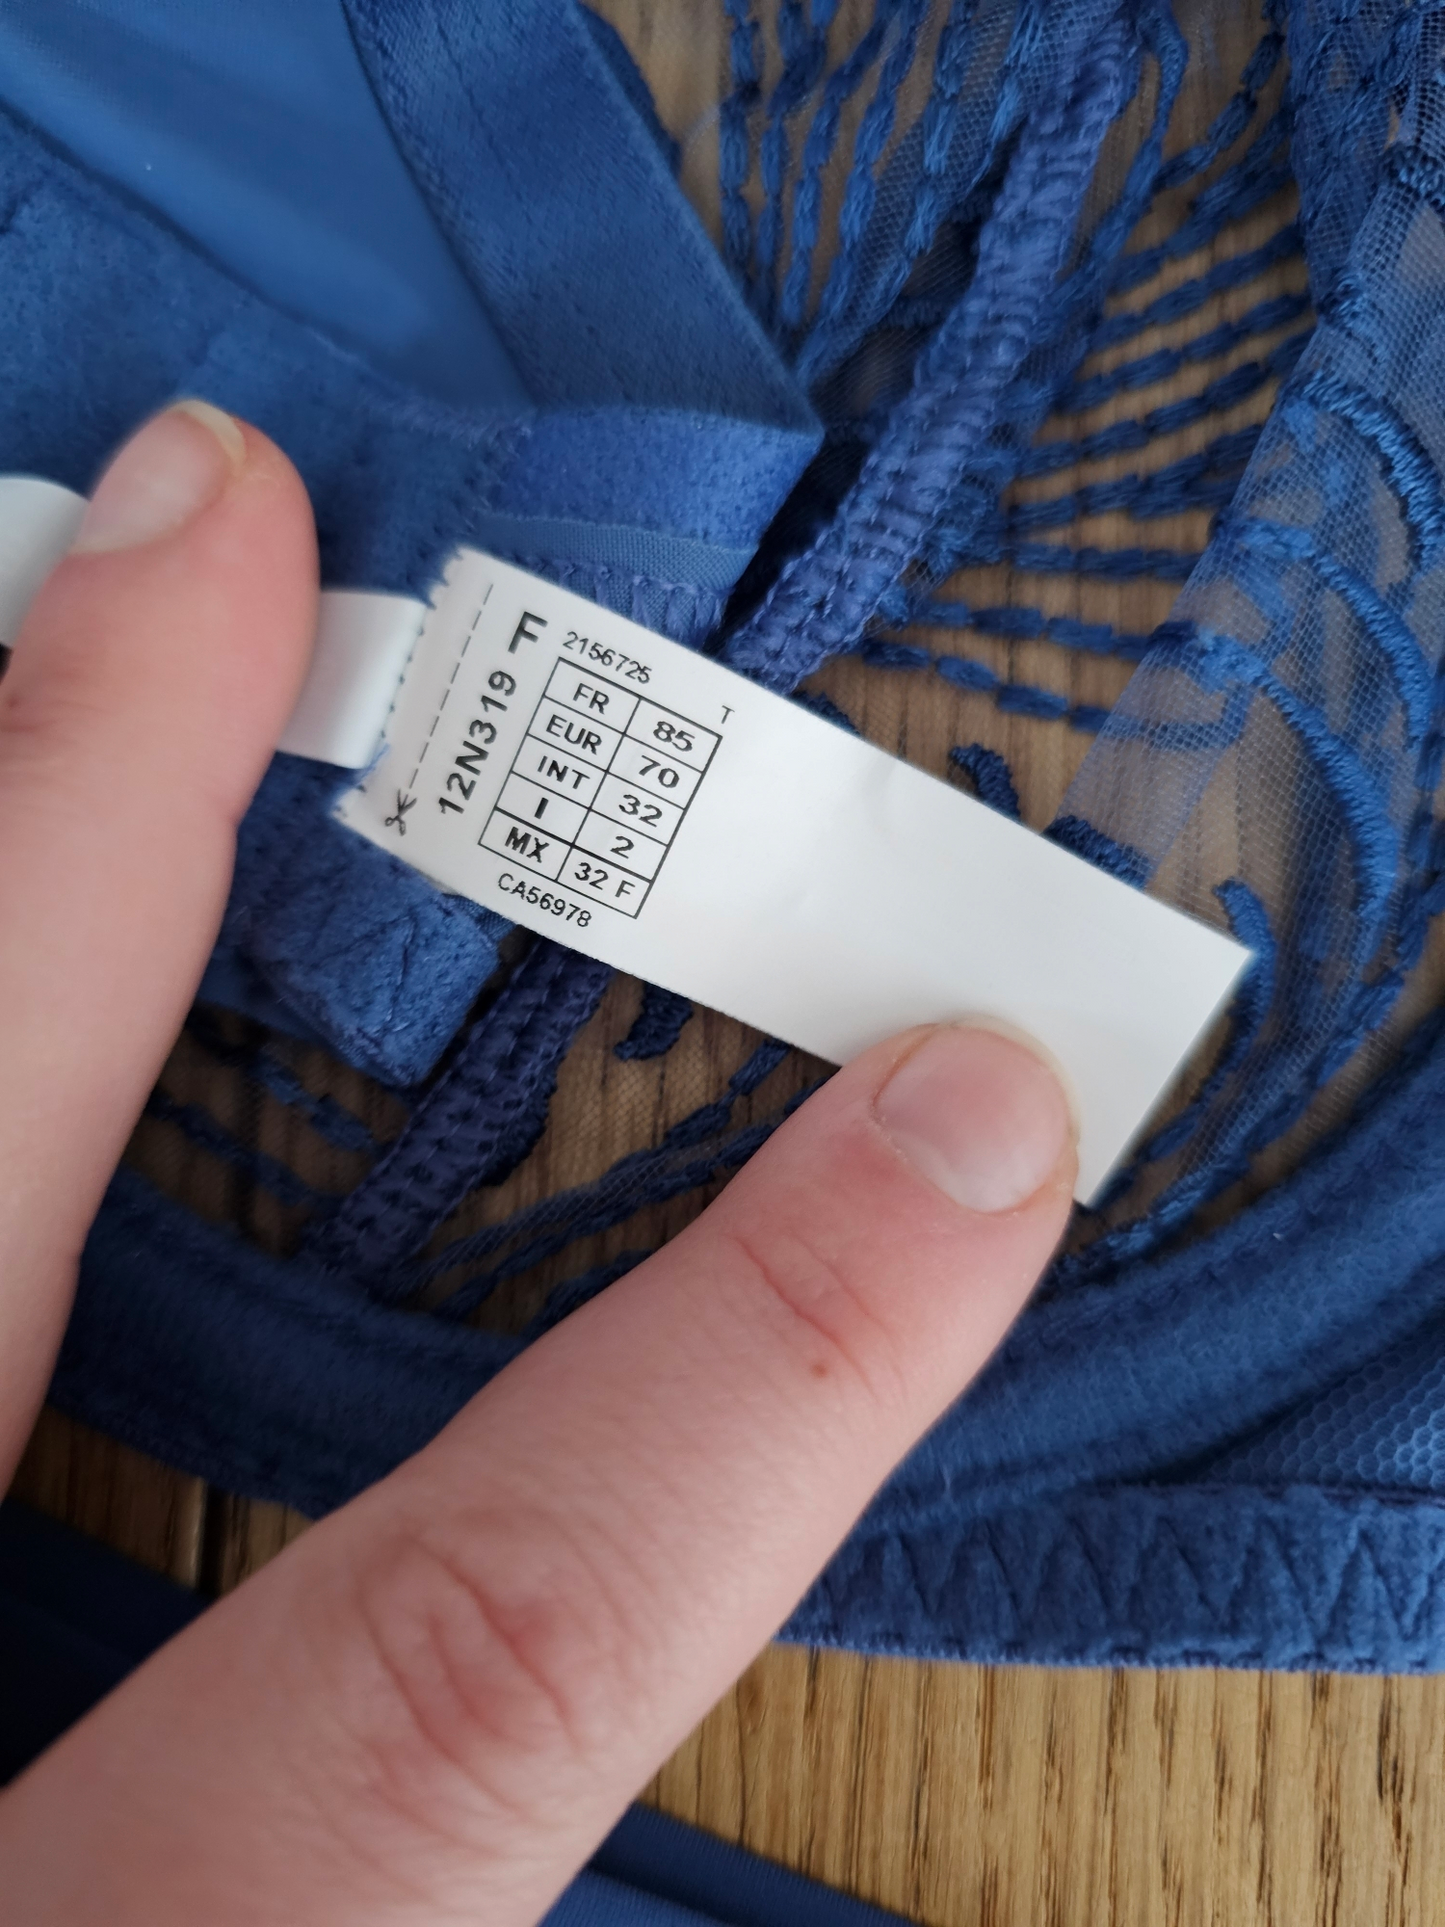 F
2156725
12N319
T
FR 85
EUR 70
INT 32
I 2
MX 32 F
CA56978